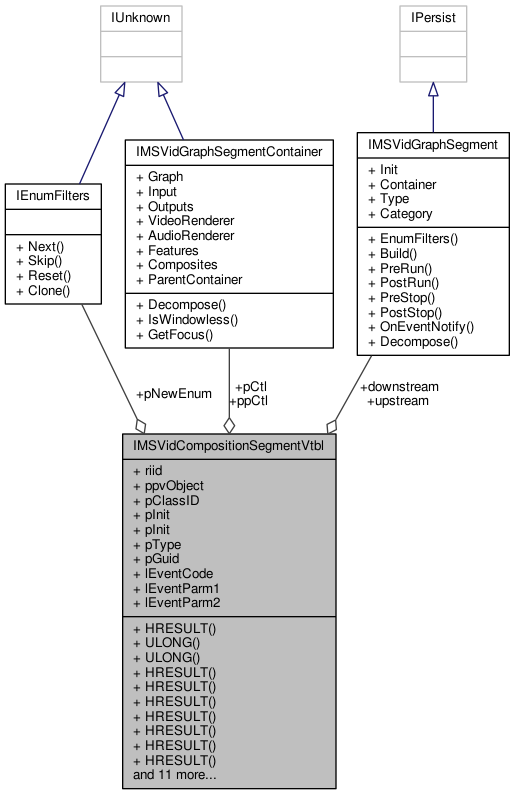 IUnknown
IPersist
IMSVidGraphSegmentContainer
+ Graph
+ Input
+ Outputs
+ VideoRenderer
+ AudioRenderer
+ Features
+ Composites
+ ParentContainer
+ Decompose()
+ IsWindowless()
+ GetFocus()
IMSVidGraphSegment
+ Init
+ Container
+ Type
+ Category
+ EnumFilters()
+ Build()
+ PreRun()
+ PostRun()
+ PreStop()
+ PostStop()
+ OnEventNotify()
+ Decompose()
IEnumFilters
+ Next()
+ Skip()
+ Reset()
+ Clone()
+pNewEnum
+pCtl
+ppCtl
+downstream
+upstream
IMSVidCompositionSegmentVtbl
+ riid
+ ppvObject
+ pClassID
+ pInit
+ pInit
+ pType
+ pGuid
+ lEventCode
+ lEventParm1
+ lEventParm2
+ HRESULT()
+ ULONG()
+ ULONG()
+ HRESULT()
+ HRESULT()
+ HRESULT()
+ HRESULT()
+ HRESULT()
+ HRESULT()
+ HRESULT()
and 11 more...